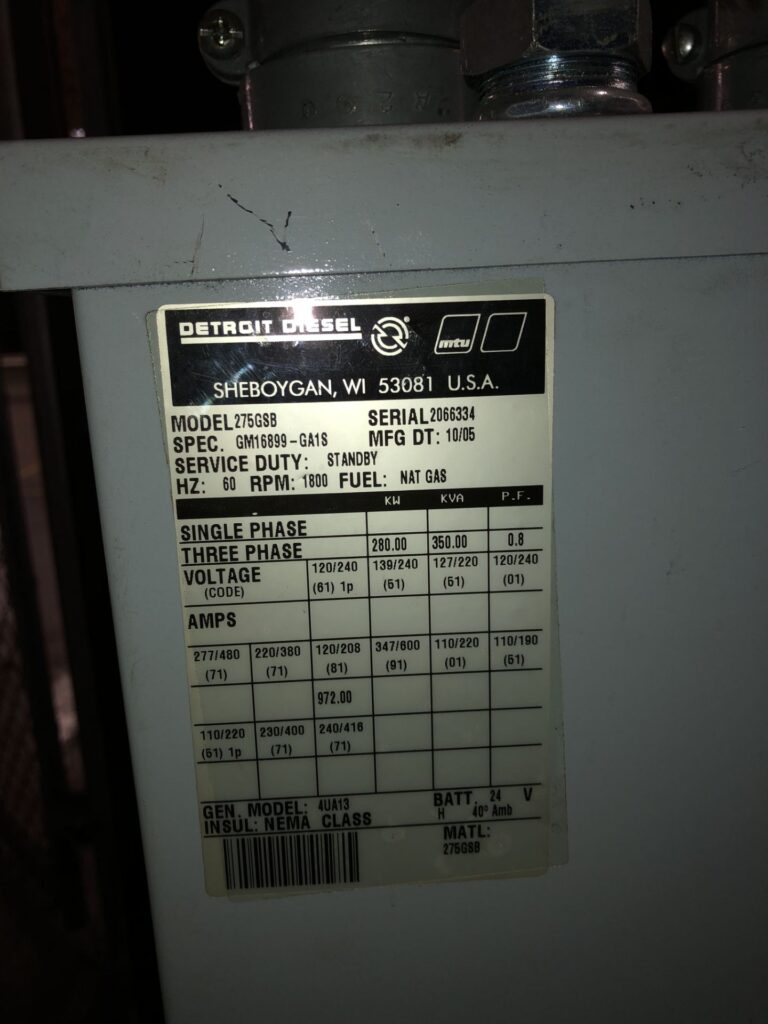 DETROIT DIESEL mtu
SHEBOYGAN, WI 53081 U.S.A.
MODEL 275GSB SERIAL 2066334
SPEC. GM16899-GA1S MFG DT: 10/05
SERVICE DUTY: STANDBY
HZ: 60 RPM: 1800 FUEL: NAT GAS
KW KVA P.F.
SINGLE PHASE
THREE PHASE 280.00 350.00 0.8
VOLTAGE 120/240 139/240 127/220 120/240
(CODE) (61) 1p (51) (61) (01)
AMPS
277/480 220/380 120/208 347/600 110/220 110/190
(71) (71) (81) (91) (01) (61)
972.00
110/220 230/400 240/416
(61) 1p (71) (71)
GEN. MODEL: 4UA13 BATT. 24 V
INSUL: NEMA CLASS H 40° Amb
MATL:
275GSB